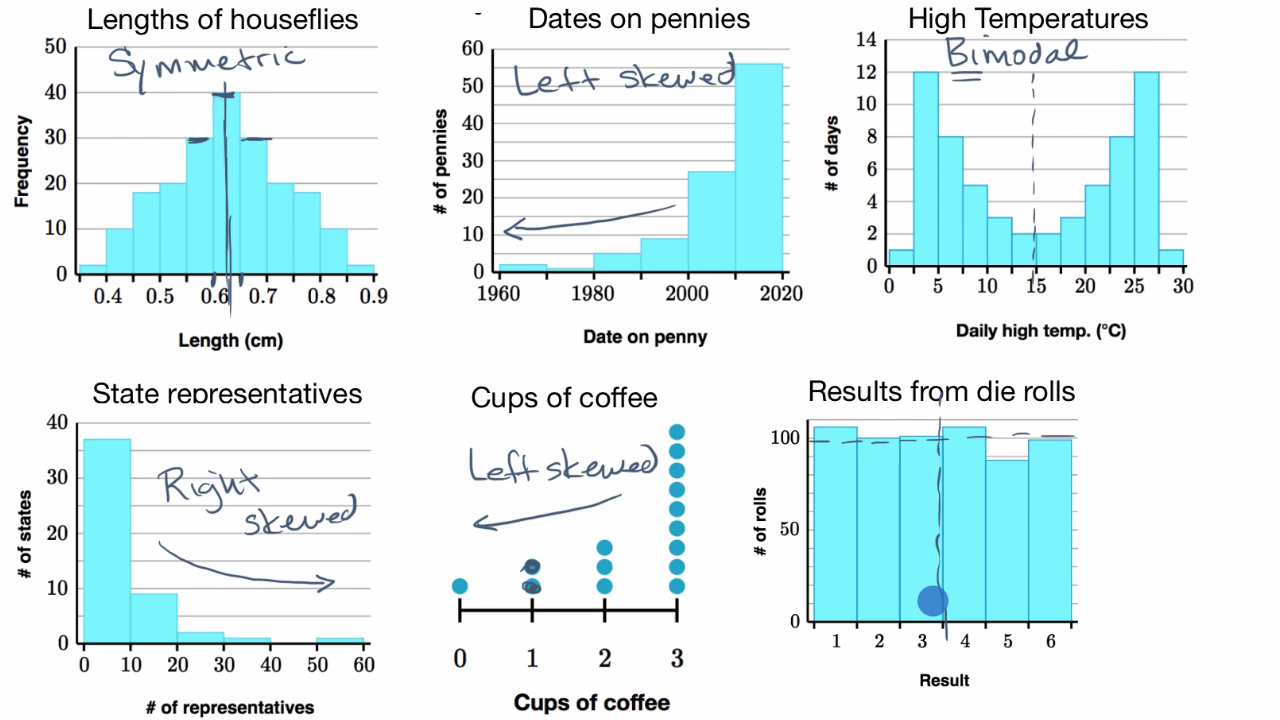 Lengths of houseflies
Symmetric
Frequency
50
40
30
20
10
0
0.4 0.5 0.6 0.7 0.8 0.9
Length (cm)
Dates on pennies
Left skewed
# of pennies
60
50
40
30
20
10
0
1960 1980 2000 2020
Date on penny
High Temperatures
Bimodal
# of days
14
12
10
8
6
4
2
0
0 5 10 15 20 25 30
Daily high temp. (°C)
State representatives
Right
skewed
# of states
40
30
20
10
0
0 10 20 30 40 50 60
# of representatives
Cups of coffee
Left skewed
0 1 2 3
Cups of coffee
Results from die rolls
# of rolls
100
50
0
1 2 3 4 5 6
Result